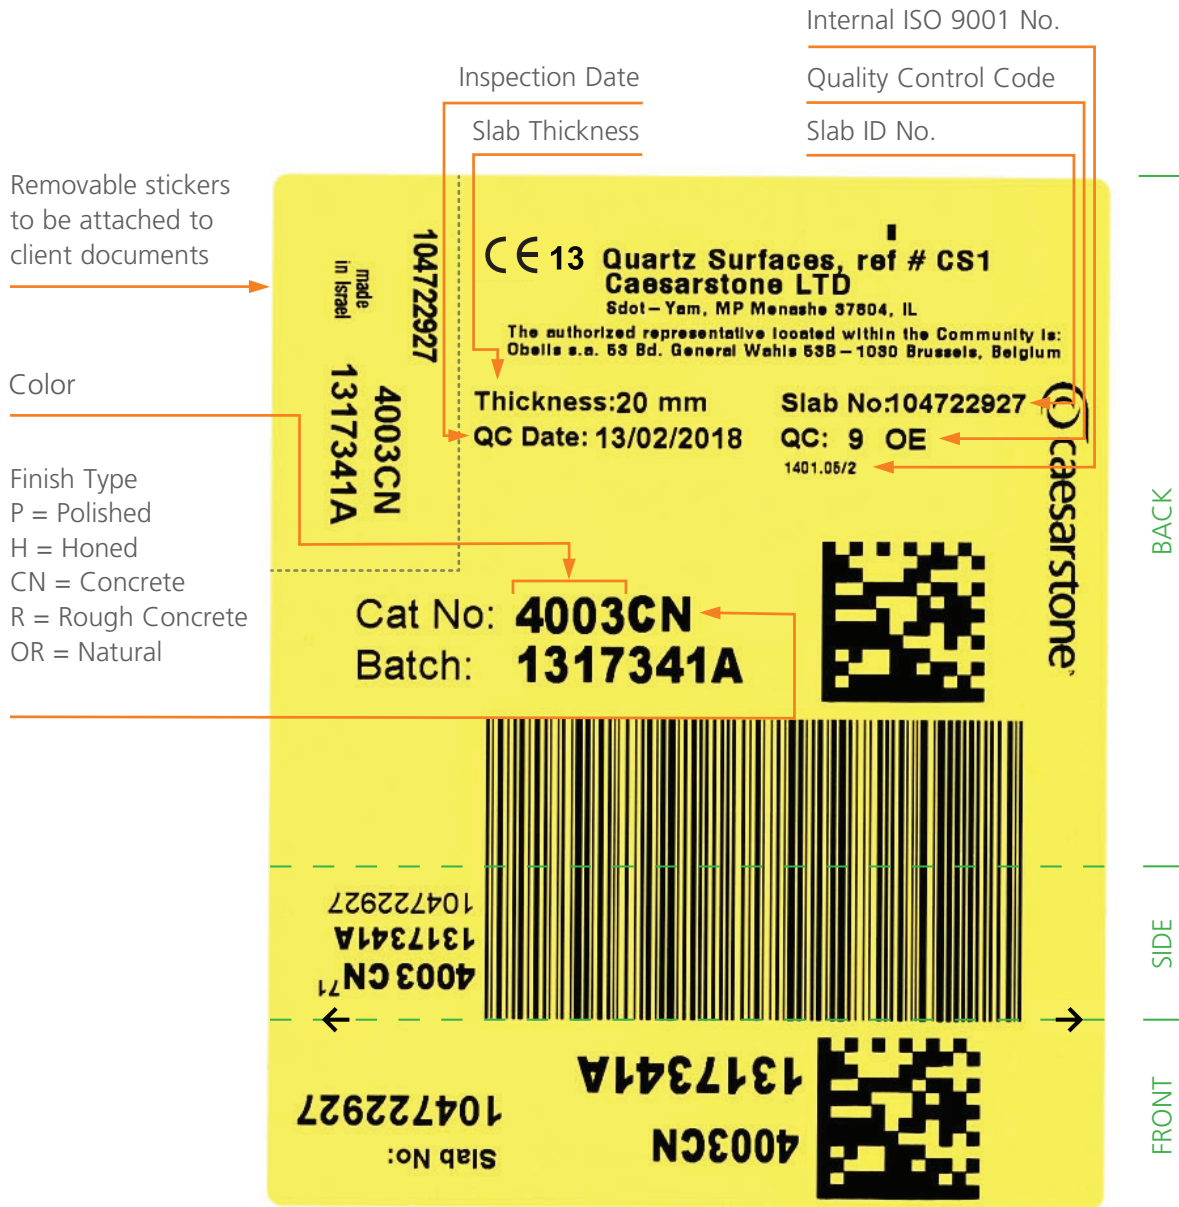 Internal ISO 9001 No.
Inspection Date
Quality Control Code
Slab Thickness
Slab ID No.
Removable stickers
to be attached to
client documents
Color
Finish Type
P = Polished
H = Honed
CN = Concrete
R = Rough Concrete
OR = Natural
104722927
made
in Israel
4003CN
1317341A
CE 13 Quartz Surfaces, ref # CS1
Caesarstone LTD
Sdot-Yam, MP Menashe 37804, IL
The authorized representative located within the Community is:
Obelis s.a. 53 Bd. General Wahis 53B-1030 Brussels, Belgium
Thickness:20 mm
Slab No:104722927
QC Date: 13/02/2018
QC: 9 OE
1401.05/2
caesarstone
Cat No: 4003CN
Batch: 1317341A
104722927
1317341A
4003CN 71
1317341A
4003CN
104722927
Slab No:
BACK
SIDE
FRONT